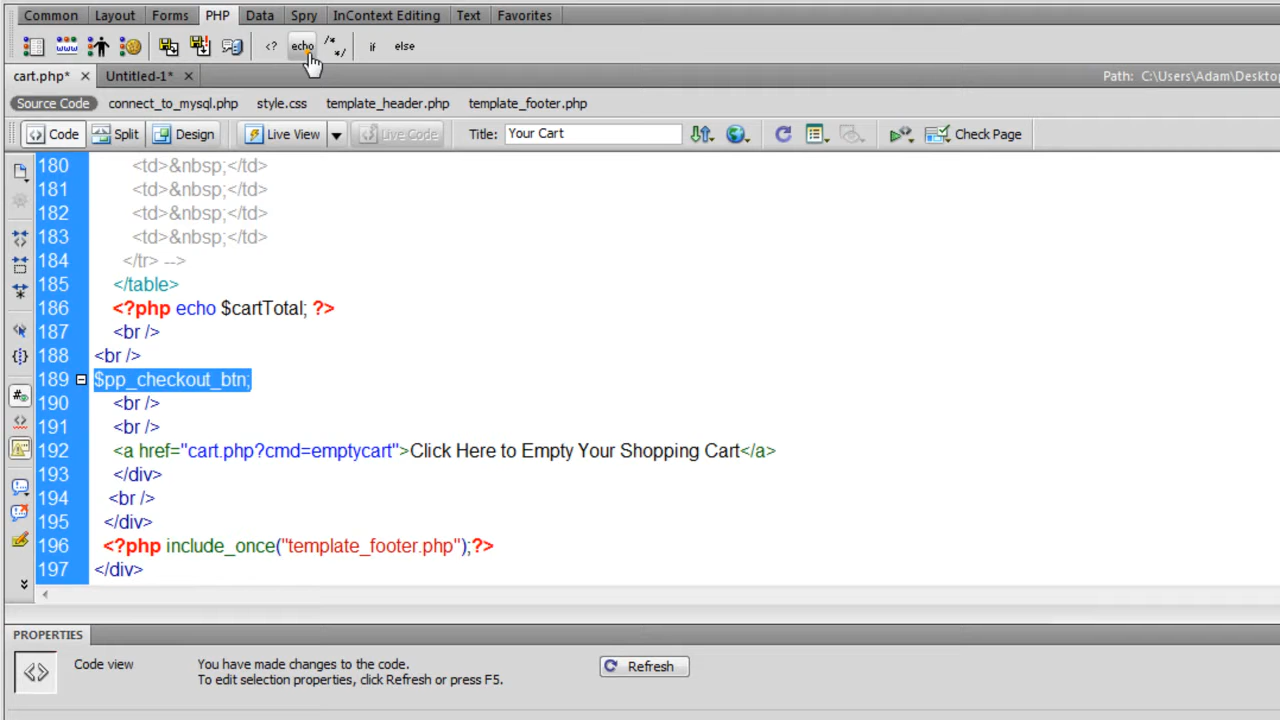 Common Layout Forms PHP Data Spry InContext Editing Text Favorites
<? echo /* */ if else
cart.php* × Untitled-1* × Path: C:\Users\Adam\Desktop
Source Code connect_to_mysql.php style.css template_header.php template_footer.php
Code Split Design Live View Live Code Title: Your Cart Check Page
180 <td>&nbsp;</td>
181 <td>&nbsp;</td>
182 <td>&nbsp;</td>
183 <td>&nbsp;</td>
184 </tr> -->
185 </table>
186 <?php echo $cartTotal; ?>
187 <br />
188 <br />
189 $pp_checkout_btn;
190 <br />
191 <br />
192 <a href="cart.php?cmd=emptycart">Click Here to Empty Your Shopping Cart</a>
193 </div>
194 <br />
195 </div>
196 <?php include_once("template_footer.php");?>
197 </div>
PROPERTIES
Code view You have made changes to the code. Refresh
To edit selection properties, click Refresh or press F5.